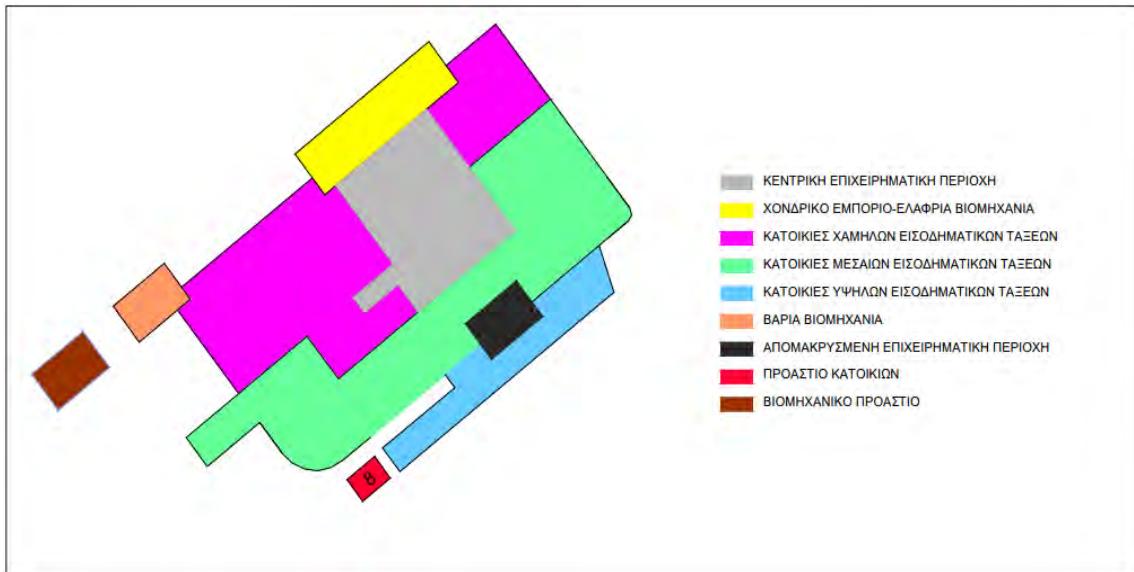 ΚΕΝΤΡΙΚΗ ΕΠΙΧΕΙΡΗΜΑΤΙΚΗ ΠΕΡΙΟΧΗ
ΧΟΝΔΡΙΚΟ ΕΜΠΟΡΙΟ-ΕΛΑΦΡΙΑ ΒΙΟΜΗΧΑΝΙΑ
ΚΑΤΟΙΚΙΕΣ ΧΑΜΗΛΩΝ ΕΙΣΟΔΗΜΑΤΙΚΩΝ ΤΑΞΕΩΝ
ΚΑΤΟΙΚΙΕΣ ΜΕΣΑΙΩΝ ΕΙΣΟΔΗΜΑΤΙΚΩΝ ΤΑΞΕΩΝ
ΚΑΤΟΙΚΙΕΣ ΥΨΗΛΩΝ ΕΙΣΟΔΗΜΑΤΙΚΩΝ ΤΑΞΕΩΝ
ΒΑΡΙΑ ΒΙΟΜΗΧΑΝΙΑ
ΑΠΟΜΑΚΡΥΣΜΕΝΗ ΕΠΙΧΕΙΡΗΜΑΤΙΚΗ ΠΕΡΙΟΧΗ
ΠΡΟΑΣΤΙΟ ΚΑΤΟΙΚΙΩΝ
ΒΙΟΜΗΧΑΝΙΚΟ ΠΡΟΑΣΤΙΟ
8